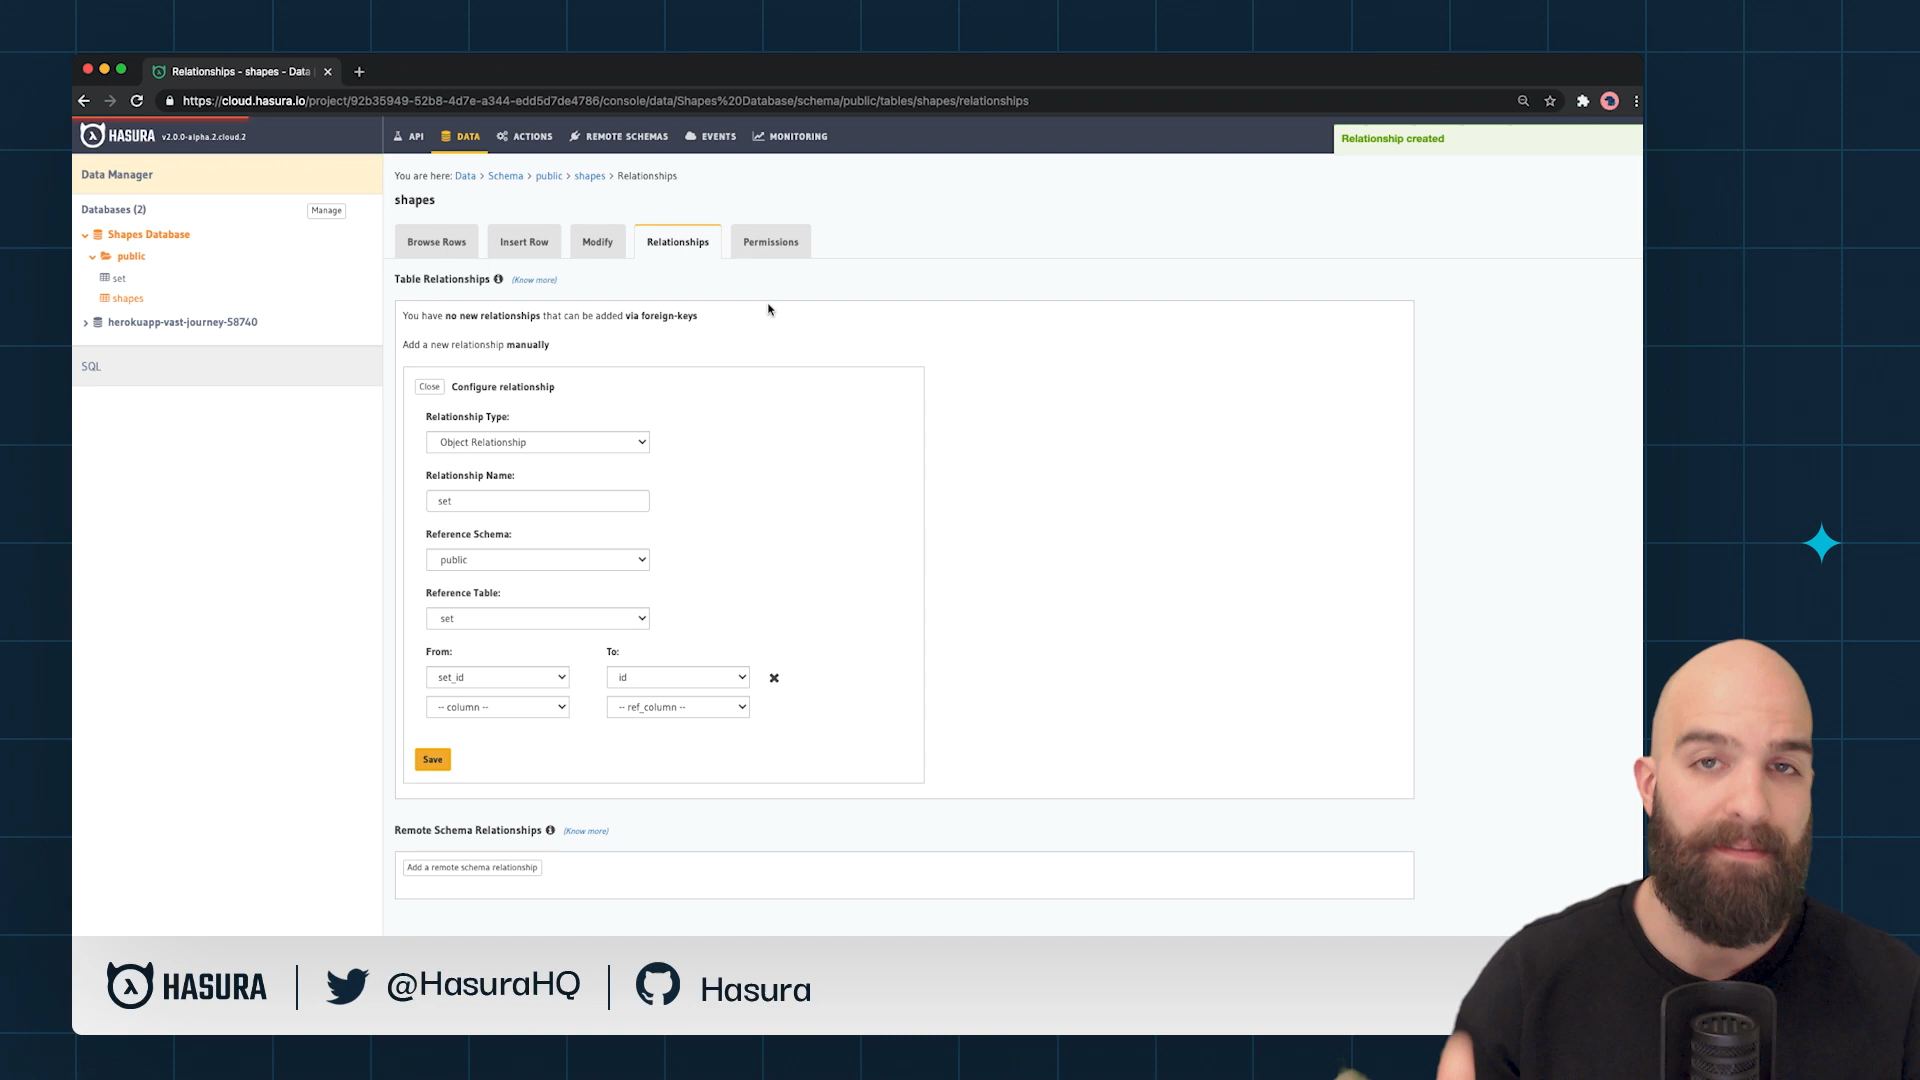 Relationships - shapes - Data
https://cloud.hasura.io/project/92b35949-52b8-4d7e-a344-edd5d7de4786/console/data/Shapes%20Database/schema/public/tables/shapes/relationships
HASURA v2.0.0-alpha.2.cloud.2
API DATA ACTIONS REMOTE SCHEMAS EVENTS MONITORING
Relationship created
Data Manager
Databases (2) Manage
Shapes Database
public
set
shapes
herokuapp-vast-journey-58740
SQL
You are here: Data > Schema > public > shapes > Relationships
shapes
Browse Rows Insert Row Modify Relationships Permissions
Table Relationships (Know more)
You have no new relationships that can be added via foreign-keys
Add a new relationship manually
Close Configure relationship
Relationship Type:
Object Relationship
Relationship Name:
set
Reference Schema:
public
Reference Table:
set
From: To:
set_id id
-- column -- -- ref_column --
Save
Remote Schema Relationships (Know more)
Add a remote schema relationship
HASURA @HasuraHQ Hasura